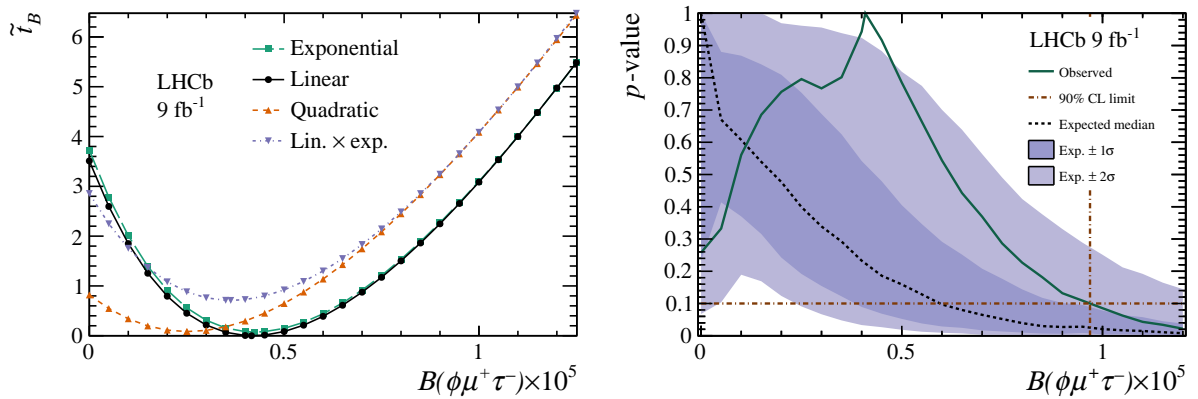 t̃_B
6
5
4
3
2
1
0
LHCb
9 fb⁻¹
Exponential
Linear
Quadratic
Lin. × exp.
0 0.5 1
B(ϕμ⁺τ⁻)×10⁵
p-value
1
0.9
0.8
0.7
0.6
0.5
0.4
0.3
0.2
0.1
0
LHCb 9 fb⁻¹
Observed
90% CL limit
Expected median
Exp. ± 1σ
Exp. ± 2σ
0 0.5 1
B(ϕμ⁺τ⁻)×10⁵